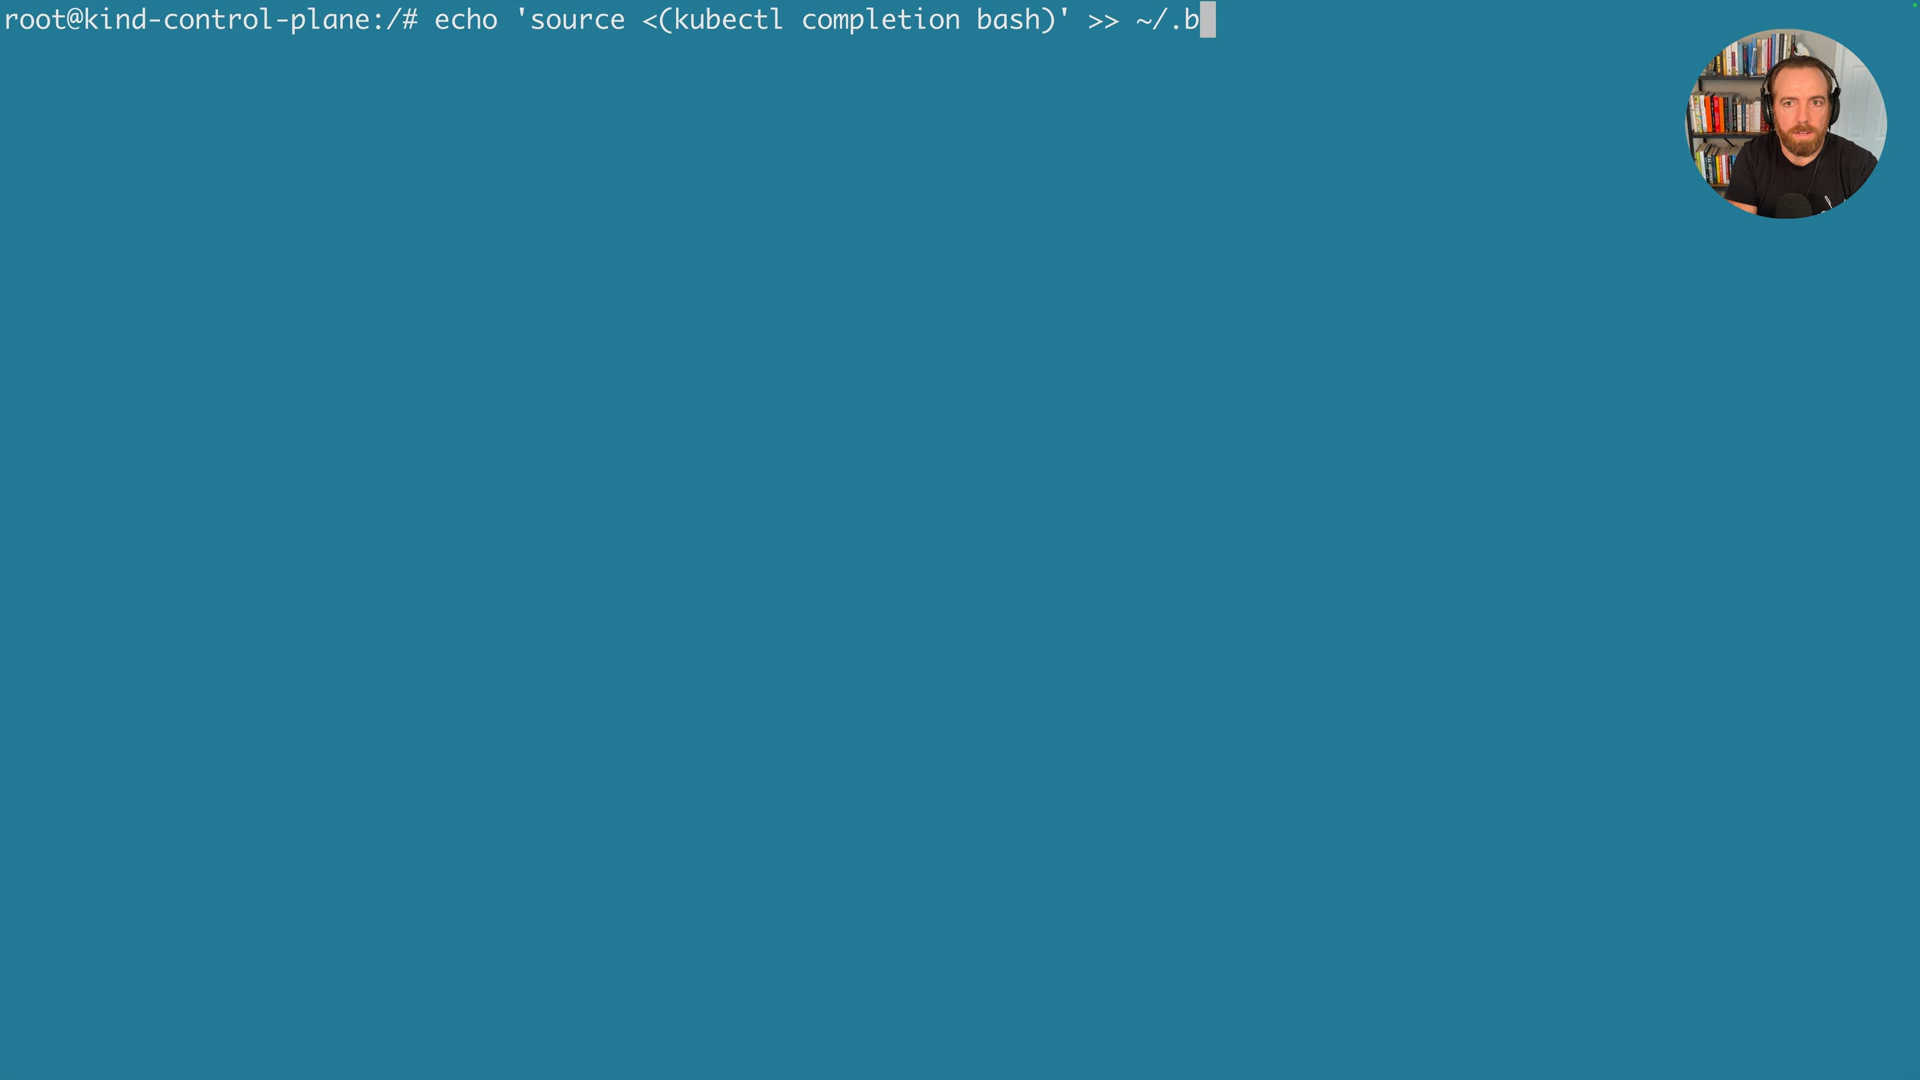 root@kind-control-plane:/# echo 'source <(kubectl completion bash)' >> ~/.b